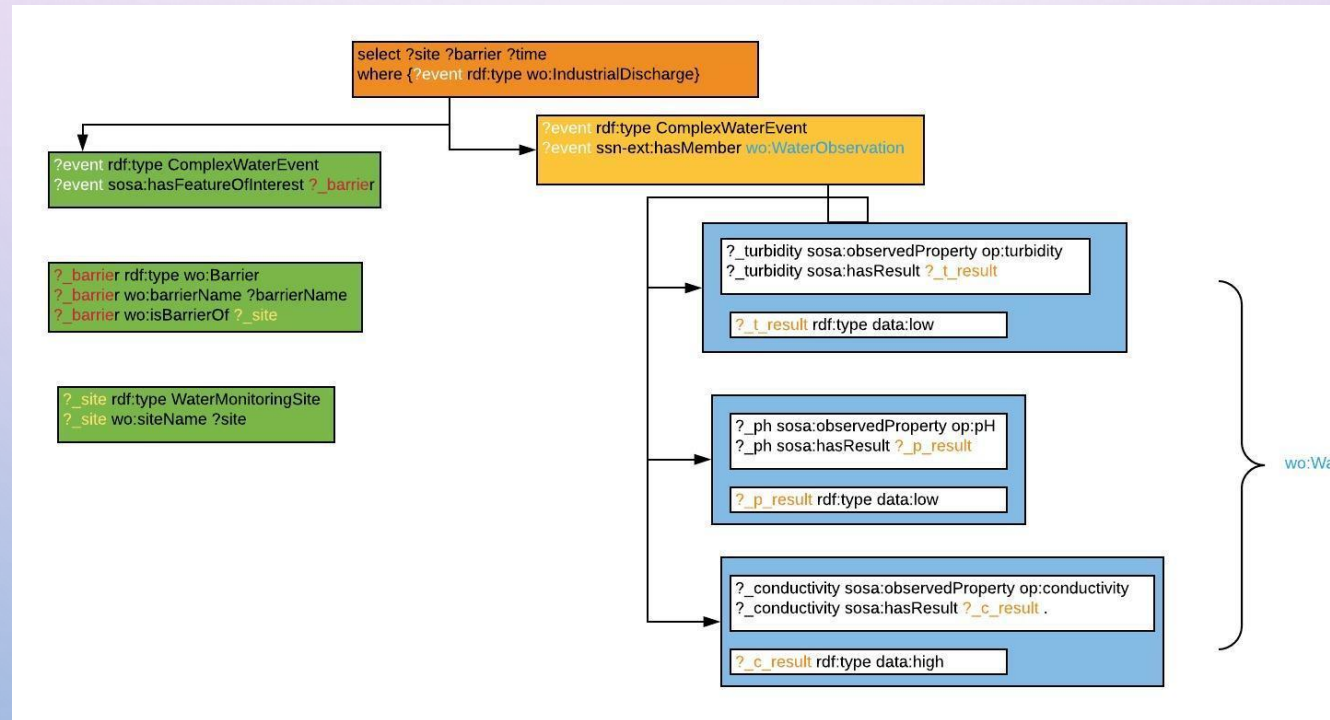 select ?site ?barrier ?time
where {?event rdf:type wo:IndustrialDischarge}
?event rdf:type ComplexWaterEvent
?event sosa:hasFeatureOfInterest ?_barrier
?_barrier rdf:type wo:Barrier
?_barrier wo:barrierName ?barrierName
?_barrier wo:isBarrierOf ?_site
?_site rdf:type WaterMonitoringSite
?_site wo:siteName ?site
?event rdf:type ComplexWaterEvent
?event ssn-ext:hasMember wo:WaterObservation
?_turbidity sosa:observedProperty op:turbidity
?_turbidity sosa:hasResult ?_t_result
?_t_result rdf:type data:low
?_ph sosa:observedProperty op:pH
?_ph sosa:hasResult ?_p_result
?_p_result rdf:type data:low
?_conductivity sosa:observedProperty op:conductivity
?_conductivity sosa:hasResult ?_c_result .
?_c_result rdf:type data:high
wo:Wa